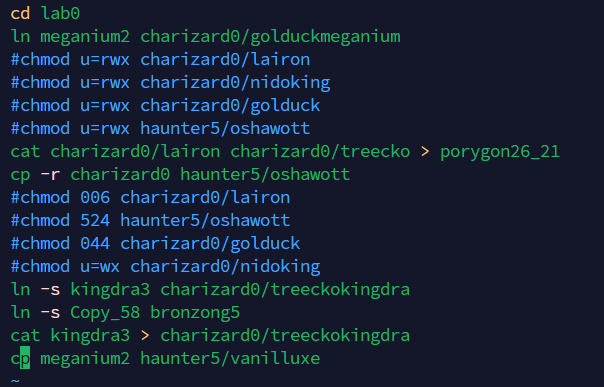 cd lab0
ln meganium2 charizard0/golduckmeganium
#chmod u=rwx charizard0/lairon
#chmod u=rwx charizard0/nidoking
#chmod u=rwx charizard0/golduck
#chmod u=rwx haunter5/oshawott
cat charizard0/lairon charizard0/treecko > porygon26_21
cp -r charizard0 haunter5/oshawott
#chmod 006 charizard0/lairon
#chmod 524 haunter5/oshawott
#chmod 044 charizard0/golduck
#chmod u=wx charizard0/nidoking
ln -s kingdra3 charizard0/treeckokingdra
ln -s Copy_58 bronzong5
cat kingdra3 > charizard0/treeckokingdra
cp meganium2 haunter5/vanilluxe
~